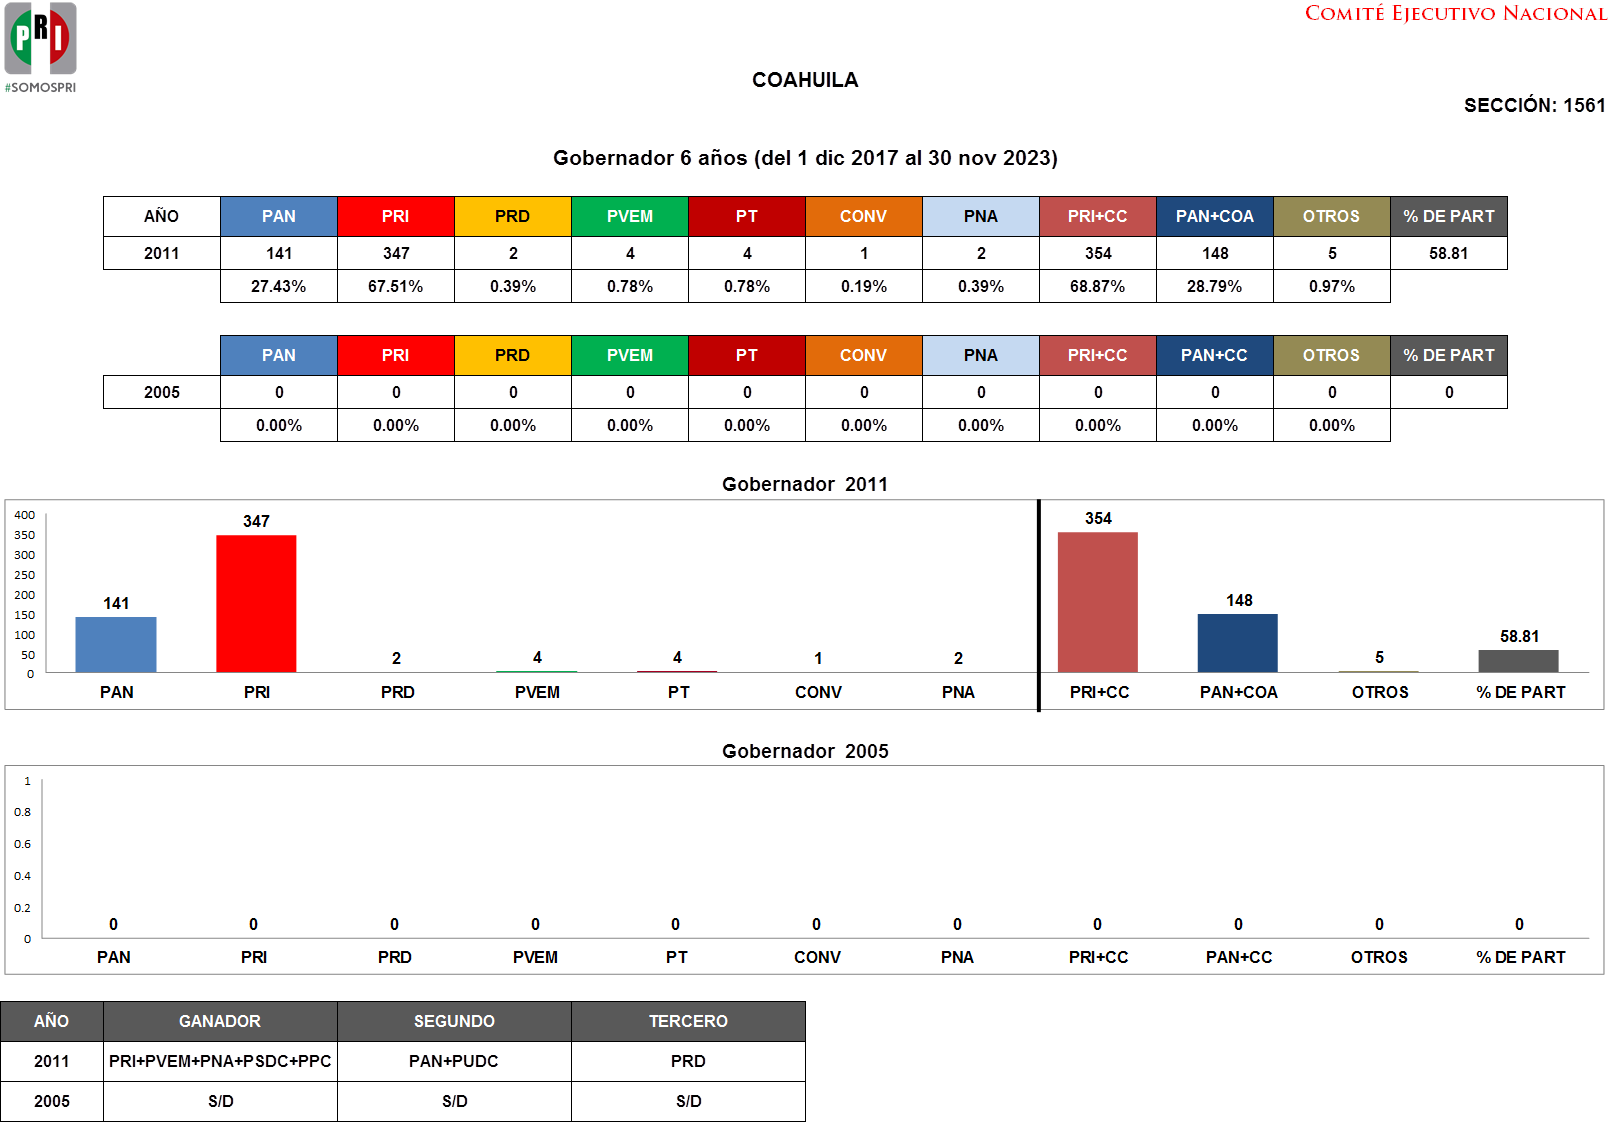 PRI
#SOMOSPRI
COMITÉ EJECUTIVO NACIONAL
COAHUILA
SECCIÓN: 1561
Gobernador 6 años (del 1 dic 2017 al 30 nov 2023)
AÑO PAN PRI PRD PVEM PT CONV PNA PRI+CC PAN+COA OTROS % DE PART
2011 141 347 2 4 4 1 2 354 148 5 58.81
27.43% 67.51% 0.39% 0.78% 0.78% 0.19% 0.39% 68.87% 28.79% 0.97%
PAN PRI PRD PVEM PT CONV PNA PRI+CC PAN+CC OTROS % DE PART
2005 0 0 0 0 0 0 0 0 0 0 0
0.00% 0.00% 0.00% 0.00% 0.00% 0.00% 0.00% 0.00% 0.00% 0.00%
Gobernador 2011
400
350
300
250
200
150
100
50
0
141 347 2 4 4 1 2 354 148 5 58.81
PAN PRI PRD PVEM PT CONV PNA PRI+CC PAN+COA OTROS % DE PART
Gobernador 2005
1
0.8
0.6
0.4
0.2
0
0 0 0 0 0 0 0 0 0 0 0
PAN PRI PRD PVEM PT CONV PNA PRI+CC PAN+CC OTROS % DE PART
AÑO GANADOR SEGUNDO TERCERO
2011 PRI+PVEM+PNA+PSDC+PPC PAN+PUDC PRD
2005 S/D S/D S/D